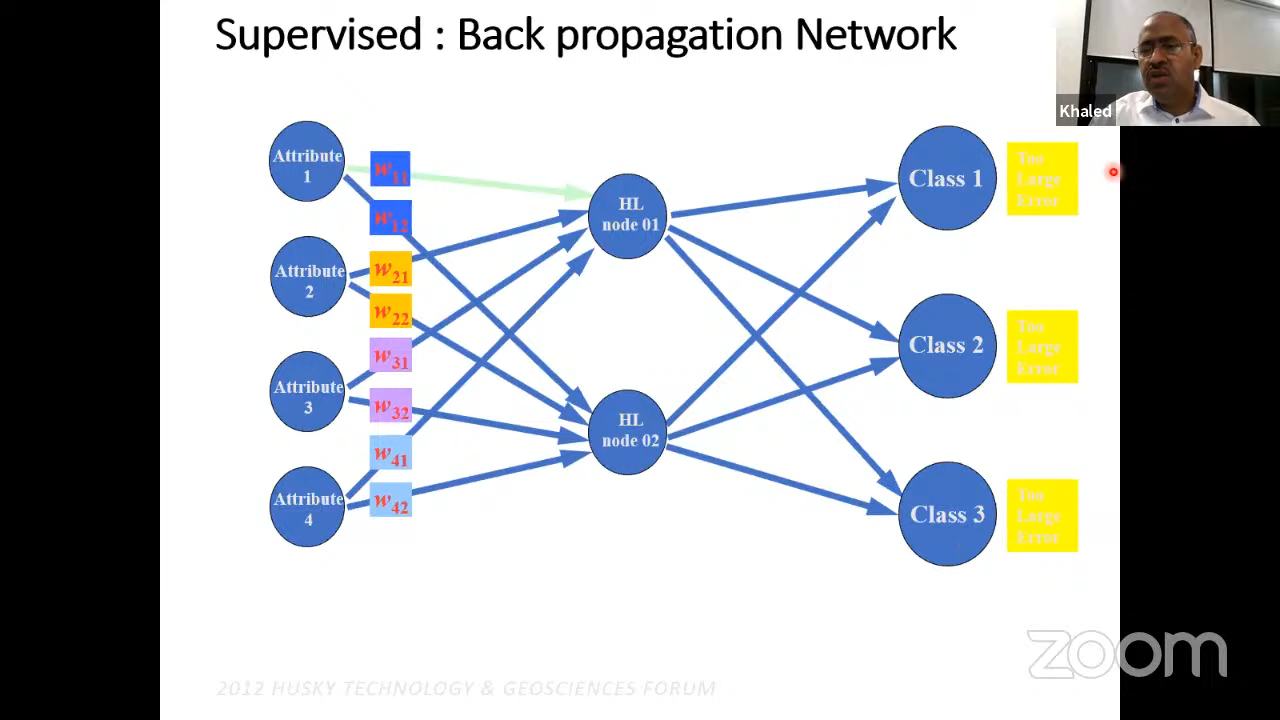 Supervised : Back propagation Network
Khaled
Attribute
1
Attribute
2
Attribute
3
Attribute
4
w11
w12
w21
w22
w31
w32
w41
w42
HL
node 01
HL
node 02
Class 1
Too
Large
Error
Class 2
Too
Large
Error
Class 3
Too
Large
Error
zoom
2012 HUSKY TECHNOLOGY & GEOSCIENCES FORUM